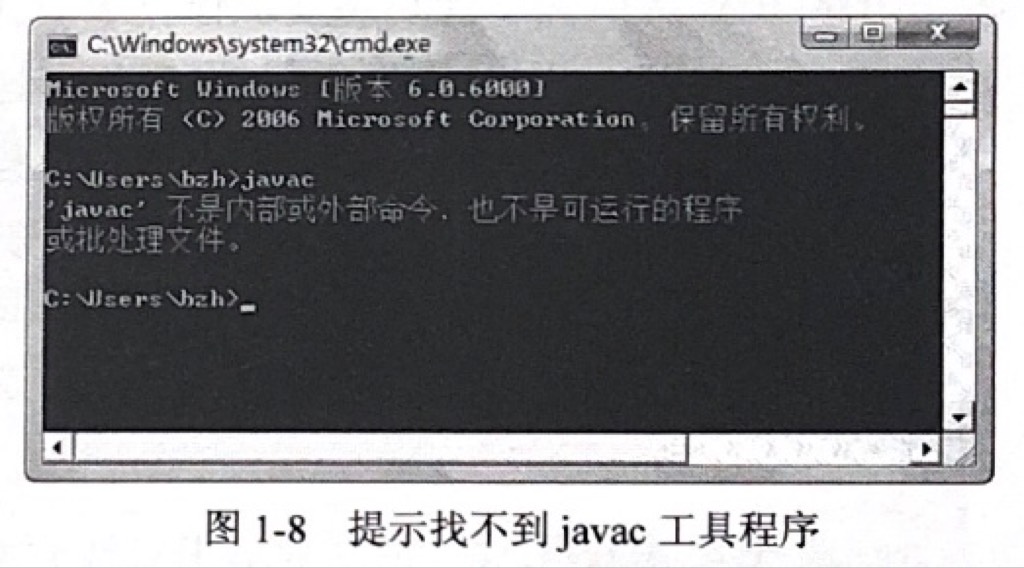 C:\Windows\system32\cmd.exe
Microsoft Windows [版本 6.0.6000]
版权所有 <C> 2006 Microsoft Corporation。保留所有权利。
C:\Users\bzh>javac
'javac' 不是内部或外部命令，也不是可运行的程序
或批处理文件。
C:\Users\bzh>_
图 1-8 提示找不到 javac 工具程序